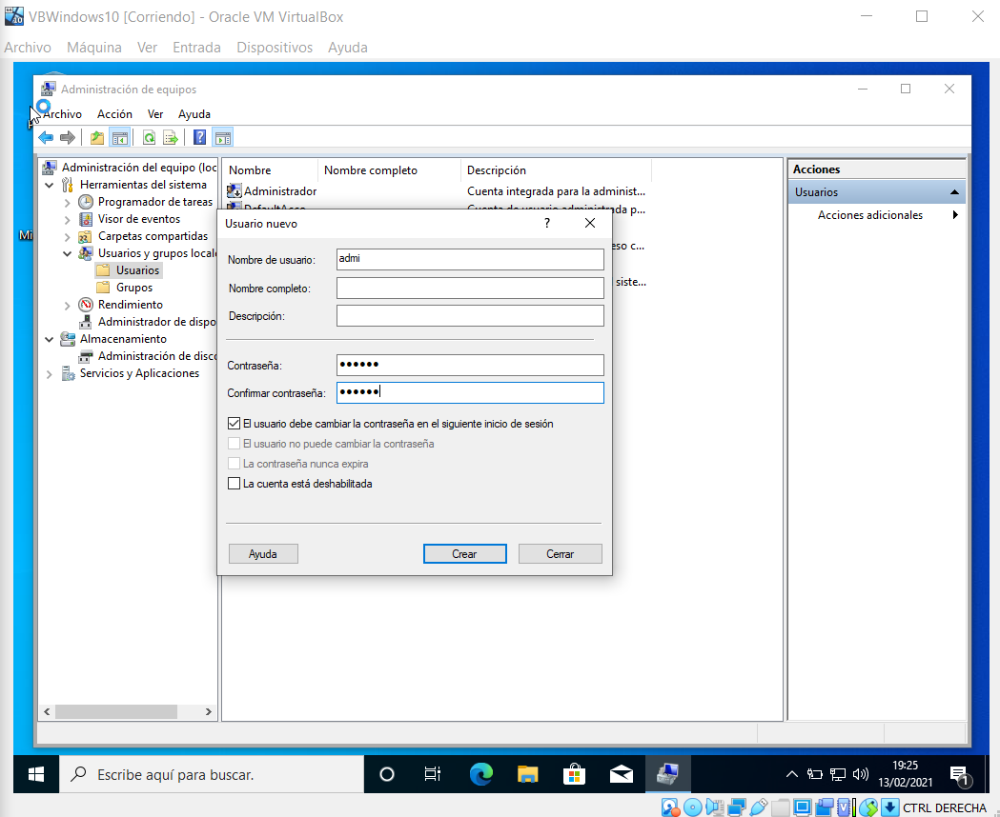 VBWindows10 [Corriendo] - Oracle VM VirtualBox
Archivo Máquina Ver Entrada Dispositivos Ayuda
Administración de equipos
Archivo Acción Ver Ayuda
Administración del equipo (loc
Herramientas del sistema
Programador de tareas
Visor de eventos
Carpetas compartidas
Usuarios y grupos locale
Usuarios
Grupos
Rendimiento
Administrador de dispo
Almacenamiento
Administración de disco
Servicios y Aplicaciones
Nombre Nombre completo Descripción
Administrador Cuenta integrada para la administ...
DefaultAcco Cuenta de usuario administrada p...
eso c...
siste...
Acciones
Usuarios
Acciones adicionales
Usuario nuevo ?
Nombre de usuario: admi
Nombre completo:
Descripción:
Contraseña: ●●●●●●
Confirmar contraseña: ●●●●●●
El usuario debe cambiar la contraseña en el siguiente inicio de sesión
El usuario no puede cambiar la contraseña
La contraseña nunca expira
La cuenta está deshabilitada
Ayuda Crear Cerrar
Mi
Escribe aquí para buscar.
19:25
13/02/2021
1
CTRL DERECHA